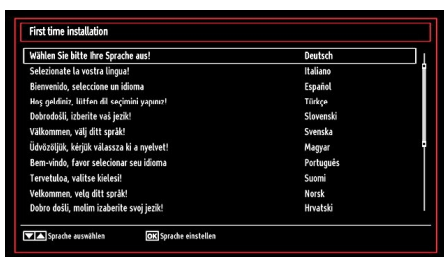 First time installation
Wählen Sie bitte Ihre Sprache aus! Deutsch
Selezionate la vostra lingua! Italiano
Bienvenido, seleccione un idioma Español
Hoş geldiniz, lütfen dil seçimini yapınız! Türkçe
Dobrodošli, izberite vaš jezik! Slovenski
Välkommen, välj ditt språk! Svenska
Üdvözöljük, kérjük válassza ki a nyelvet! Magyar
Bem-vindo, favor selecionar seu idioma Português
Tervetuloa, valitse kielesi! Suomi
Velkommen, velg ditt språk! Norsk
Dobro došli, molim izaberite svoj jezik! Hrvatski
Sprache auswählen OK Sprache einstellen